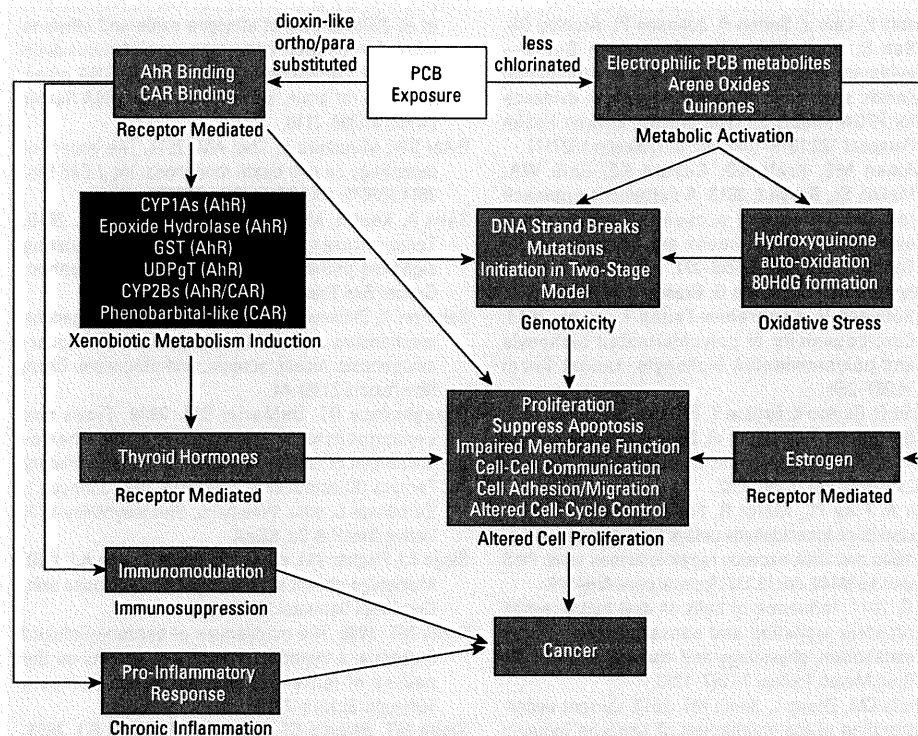 dioxin-like
ortho/para
substituted
less
chlorinated
AhR Binding
CAR Binding
Receptor Mediated
PCB
Exposure
Electrophilic PCB metabolites
Arene Oxides
Quinones
Metabolic Activation
CYP1As (AhR)
Epoxide Hydrolase (AhR)
GST (AhR)
UDPgT (AhR)
CYP2Bs (AhR/CAR)
Phenobarbital-like (CAR)
Xenobiotic Metabolism Induction
DNA Strand Breaks
Mutations
Initiation in Two-Stage
Model
Genotoxicity
Hydroxyquinone
auto-oxidation
80HdG formation
Oxidative Stress
Thyroid Hormones
Receptor Mediated
Proliferation
Suppress Apoptosis
Impaired Membrane Function
Cell-Cell Communication
Cell Adhesion/Migration
Altered Cell-Cycle Control
Altered Cell Proliferation
Estrogen
Receptor Mediated
Immunomodulation
Immunosuppression
Cancer
Pro-Inflammatory
Response
Chronic Inflammation